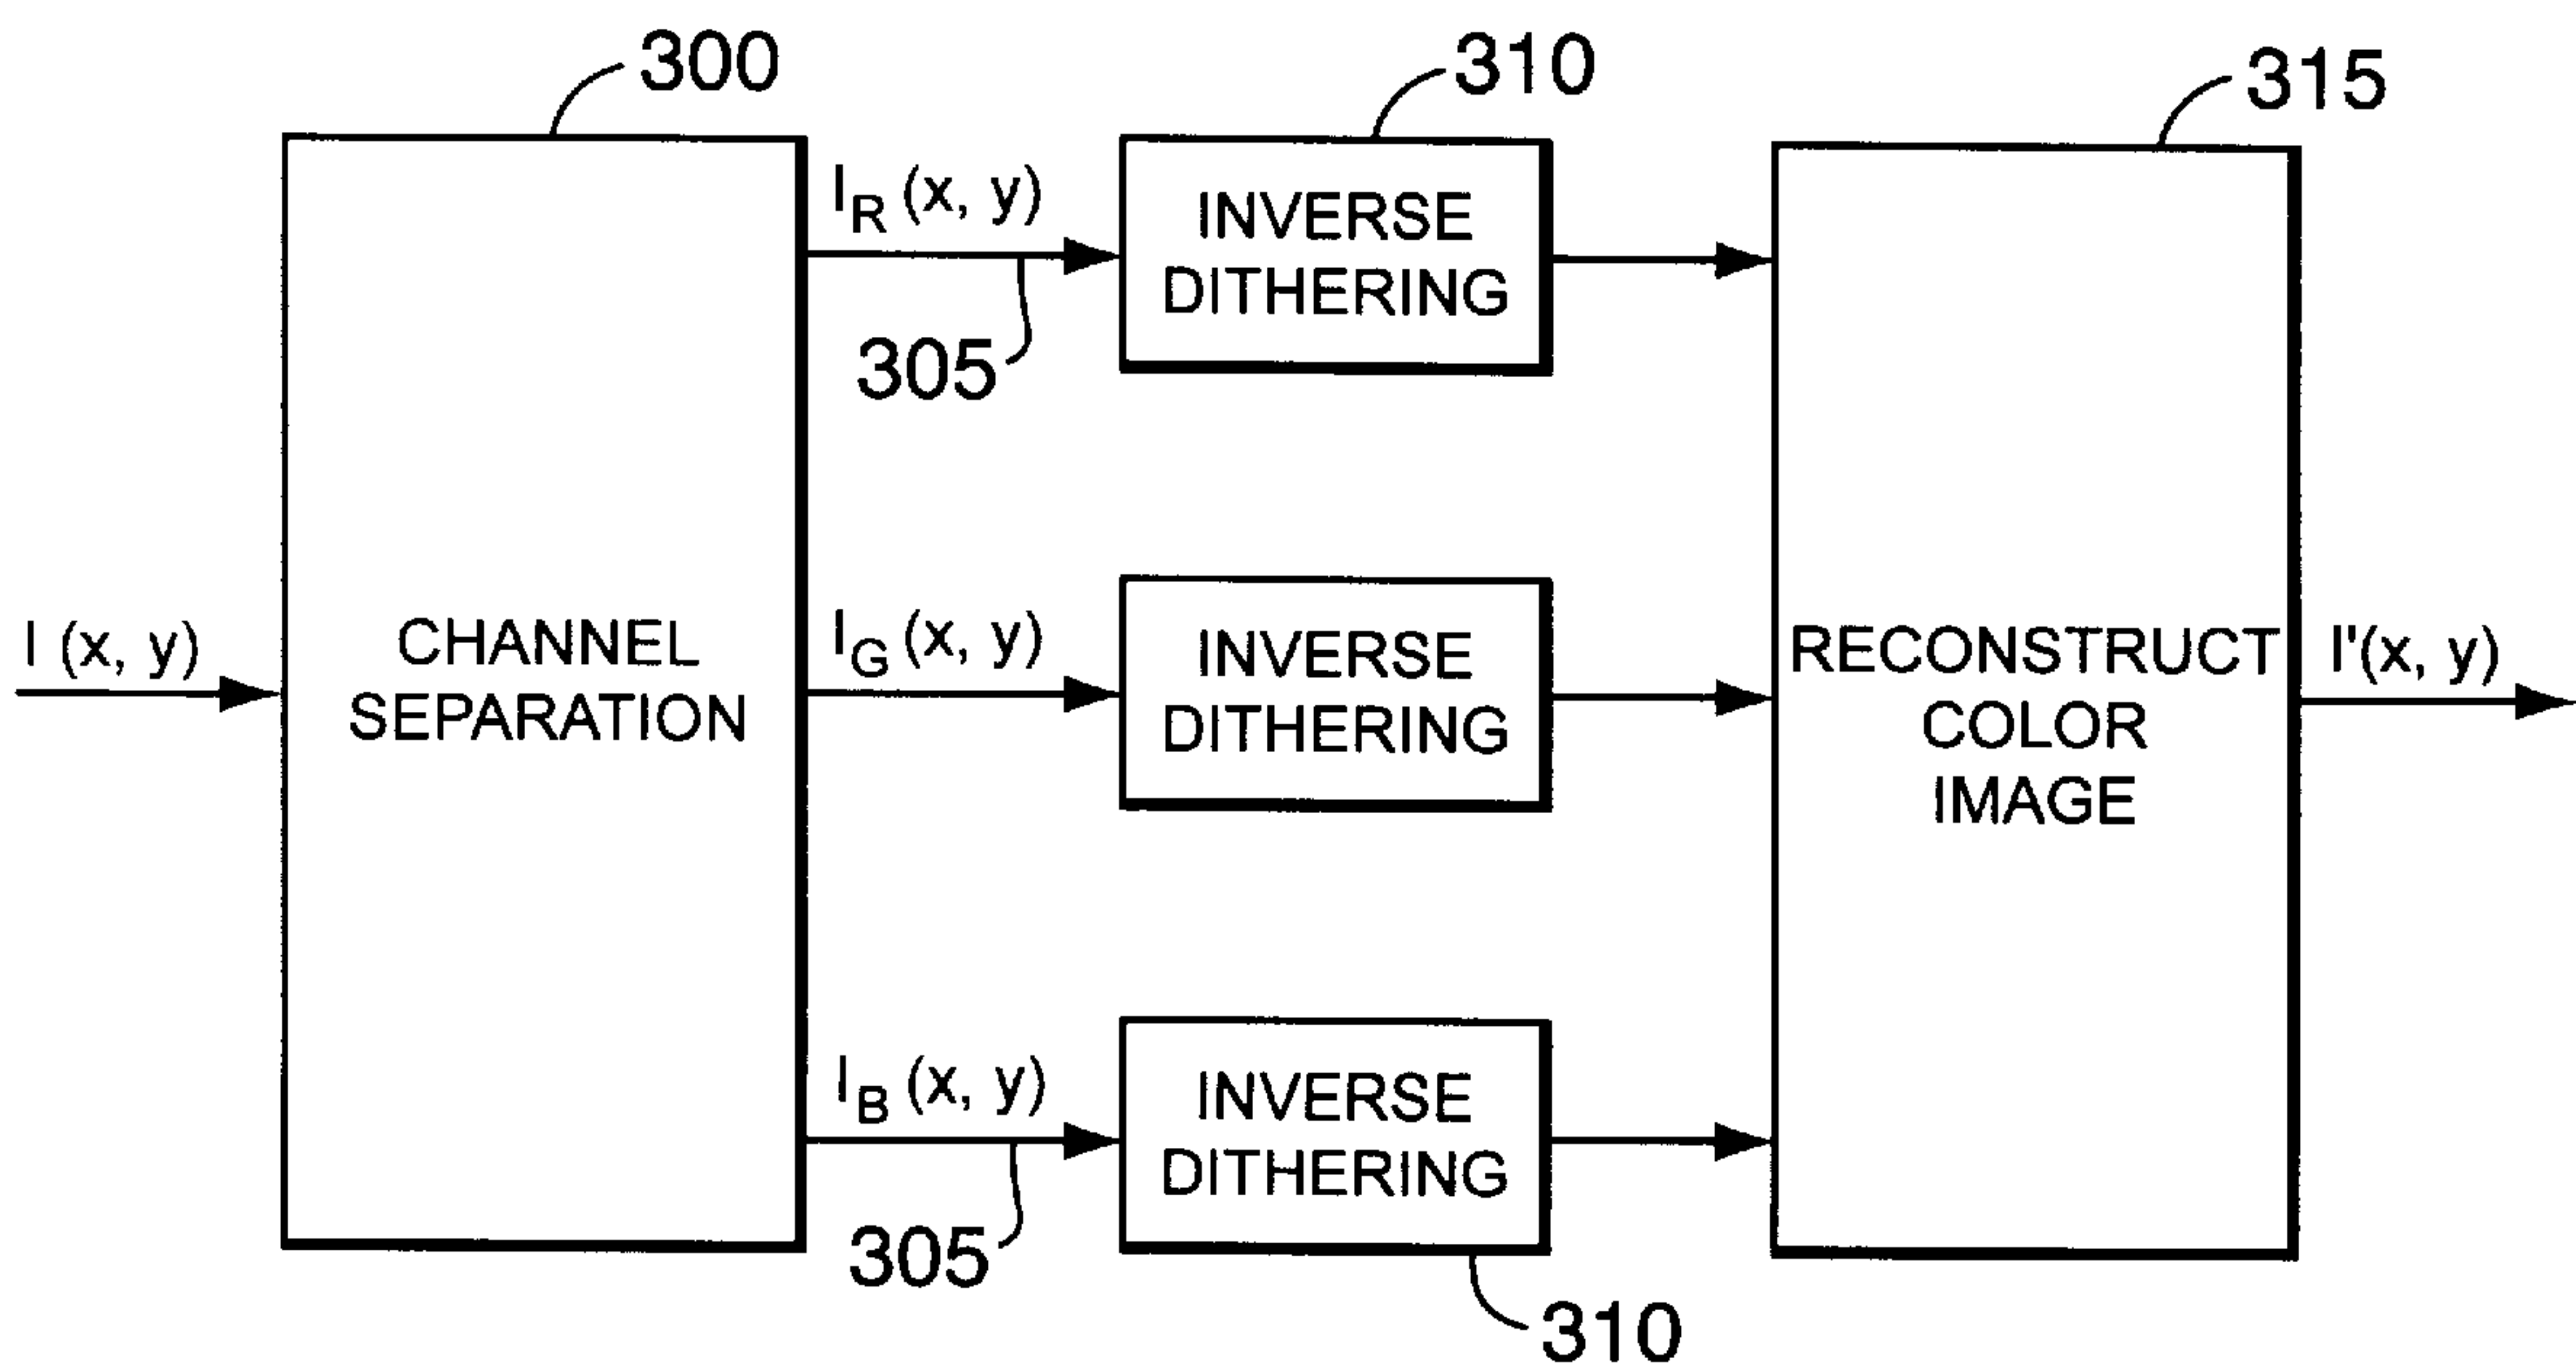 300
310
315
I_R (x, y)
INVERSE
DITHERING
305
I (x, y)
CHANNEL
SEPARATION
I_G (x, y)
INVERSE
DITHERING
RECONSTRUCT
COLOR
IMAGE
I'(x, y)
I_B (x, y)
INVERSE
DITHERING
305
310